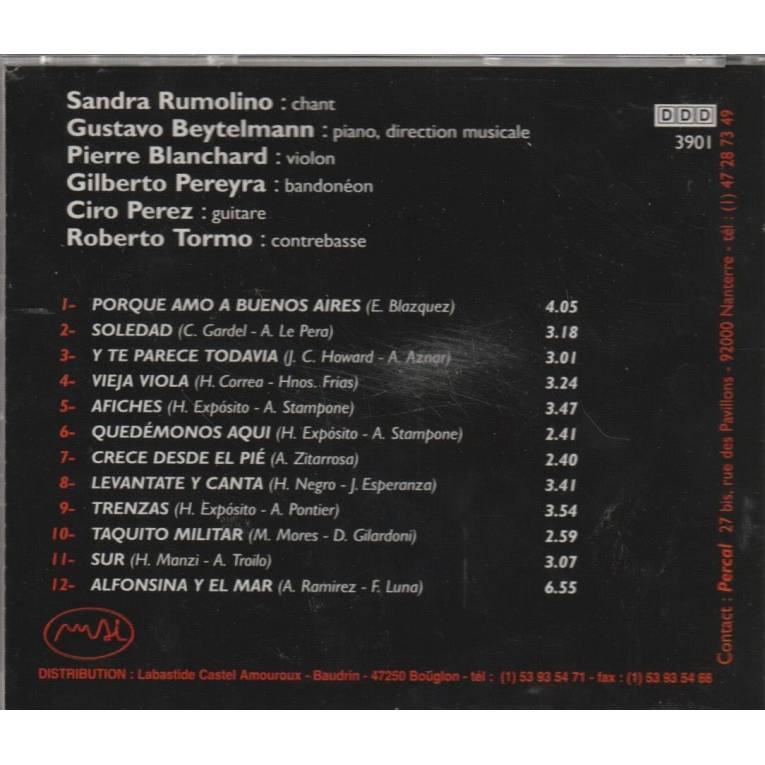 Sandra Rumolino : chant
Gustavo Beytelmann : piano, direction musicale
Pierre Blanchard : violon
Gilberto Pereyra : bandonéon
Ciro Perez : guitare
Roberto Tormo : contrebasse
DDD
3901
1- PORQUE AMO A BUENOS AIRES (E. Blazquez) 4.05
2- SOLEDAD (C. Gardel - A. Le Pera) 3.18
3- Y TE PARECE TODAVIA (J. C. Howard - A. Aznar) 3.01
4- VIEJA VIOLA (H. Correa - Hnos. Frias) 3.24
5- AFICHES (H. Expósito - A. Stampone) 3.47
6- QUEDÉMONOS AQUI (H. Expósito - A. Stampone) 2.41
7- CRECE DESDE EL PIÉ (A. Zitarrosa) 2.40
8- LEVANTATE Y CANTA (H. Negro - J. Esperanza) 3.41
9- TRENZAS (H. Expósito - A. Pontier) 3.54
10- TAQUITO MILITAR (M. Mores - D. Gilardoni) 2.59
11- SUR (H. Manzi - A. Troilo) 3.07
12- ALFONSINA Y EL MAR (A. Ramirez - F. Luna) 6.55
Contact : Percal 27 bis, rue des Pavillons - 92000 Nanterre - tèl : (1) 47 28 73 49
musi
DISTRIBUTION : Labastide Castel Amouroux - Baudrin - 47250 Boûglon - tél : (1) 53 93 54 71 - fax : (1) 53 93 54 66